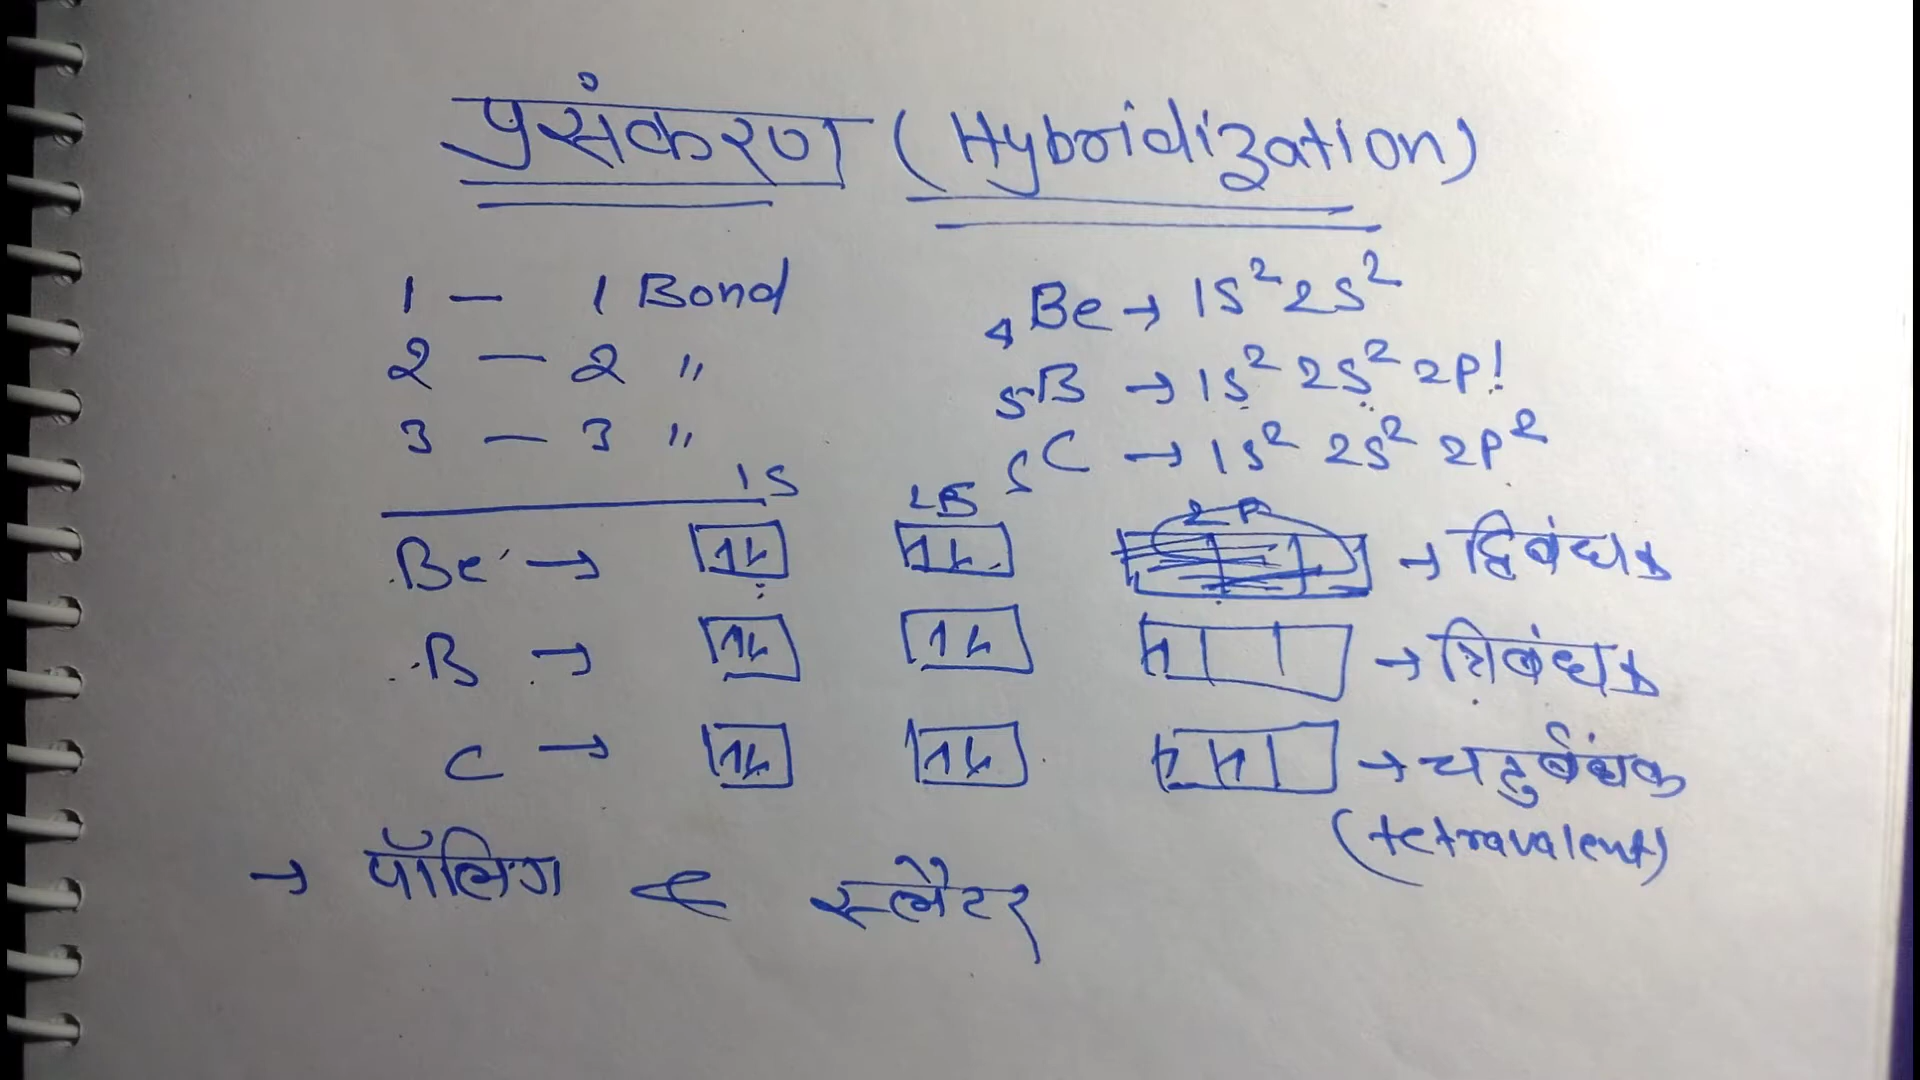 प्रसंकरण (Hybridization)
1 — 1 Bond
2 — 2 "
3 — 3 "
4Be → 1s² 2s²
5B → 1s² 2s² 2p¹
C → 1s² 2s² 2p²
1S 2S 2P
Be → 1↓ 1↓ → द्विबंधक
B → 1↓ 1↓ 1 → त्रिबंधक
C → 1↓ 1↓ 1 1 → चतुर्बंधक
(tetravalent)
→ पॉलिंग & स्लैटर